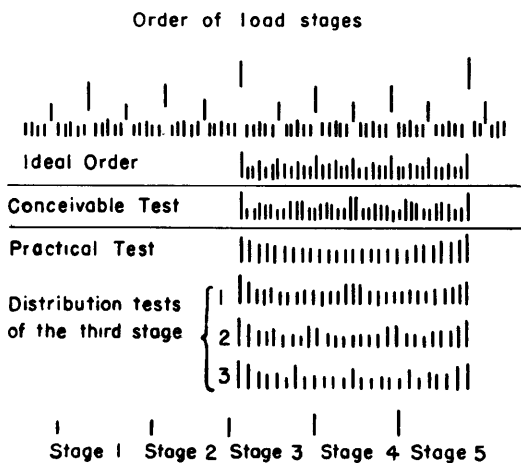 Order of load stages
Ideal Order
Conceivable Test
Practical Test
Distribution tests
of the third stage
1
2
3
Stage 1 Stage 2 Stage 3 Stage 4 Stage 5